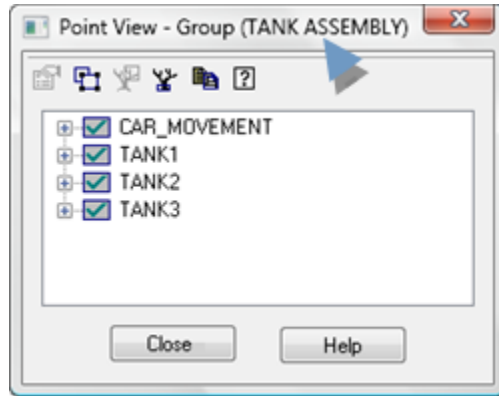 Point View - Group (TANK ASSEMBLY)
CAR_MOVEMENT
TANK1
TANK2
TANK3
Close Help